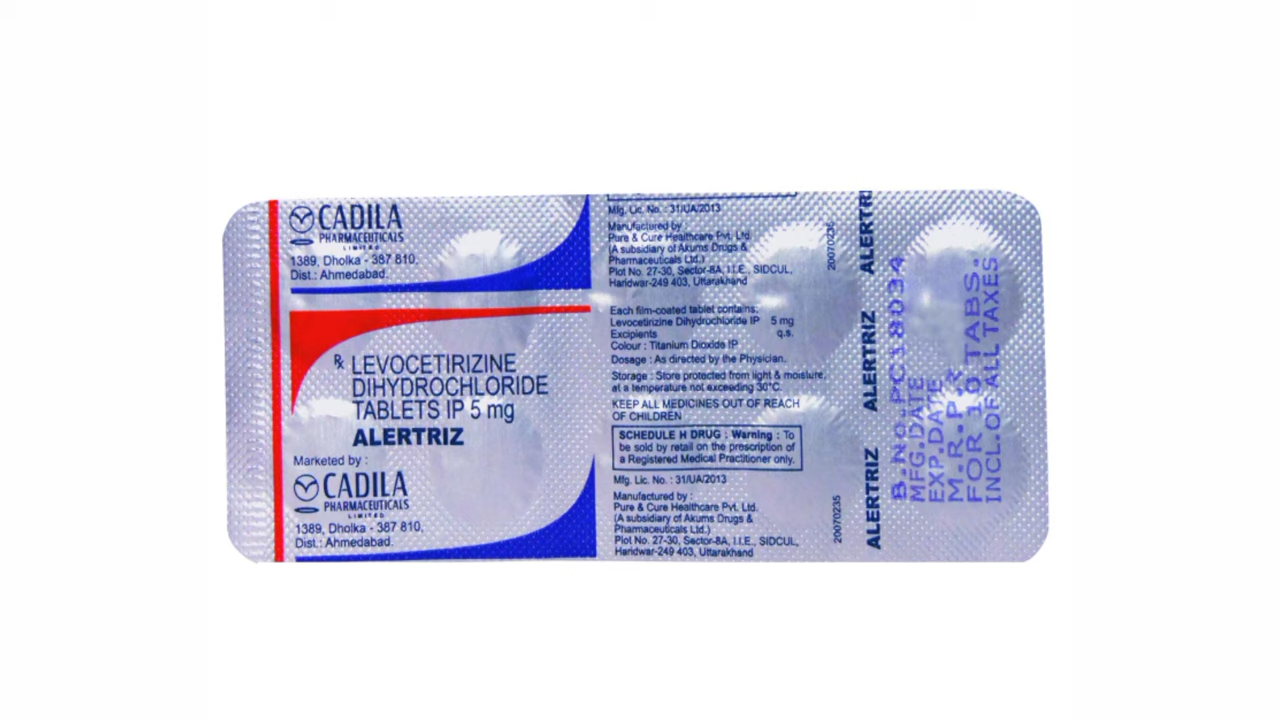 CADILA
PHARMACEUTICALS
LIMITED
1389, Dholka - 387 810,
Dist.: Ahmedabad.
℞ LEVOCETIRIZINE
DIHYDROCHLORIDE
TABLETS IP 5 mg
ALERTRIZ
Marketed by :
CADILA
PHARMACEUTICALS
LIMITED
1389, Dholka - 387 810,
Dist.: Ahmedabad.
Mfg. Lic. No. : 31/UA/2013
Manufactured by
Pure & Cure Healthcare Pvt. Ltd.
(A subsidiary of Akums Drugs &
Pharmaceuticals Ltd.)
Plot No. 27-30, Sector-8A, I.I.E., SIDCUL,
Haridwar-249 403, Uttarakhand
Each film-coated tablet contains:
Levocetirizine Dihydrochloride IP 5 mg
Excipients q.s.
Colour : Titanium Dioxide IP
Dosage : As directed by the Physician.
Storage : Store protected from light & moisture,
at a temperature not exceeding 30°C.
KEEP ALL MEDICINES OUT OF REACH
OF CHILDREN
SCHEDULE H DRUG : Warning : To
be sold by retail on the prescription of
a Registered Medical Practitioner only.
Mfg. Lic. No. : 31/UA/2013
Manufactured by :
Pure & Cure Healthcare Pvt. Ltd.
(A subsidiary of Akums Drugs &
Pharmaceuticals Ltd.)
Plot No. 27-30, Sector-8A, I.I.E., SIDCUL,
Haridwar-249 403, Uttarakhand
20070235
20070235
ALERTRIZ ALERTRIZ ALERTRI
B.No.PC18034
MFG.DATE
EXP.DATE
M.R.P.
FOR 10 TABS.
INCL.OF ALL TAXES